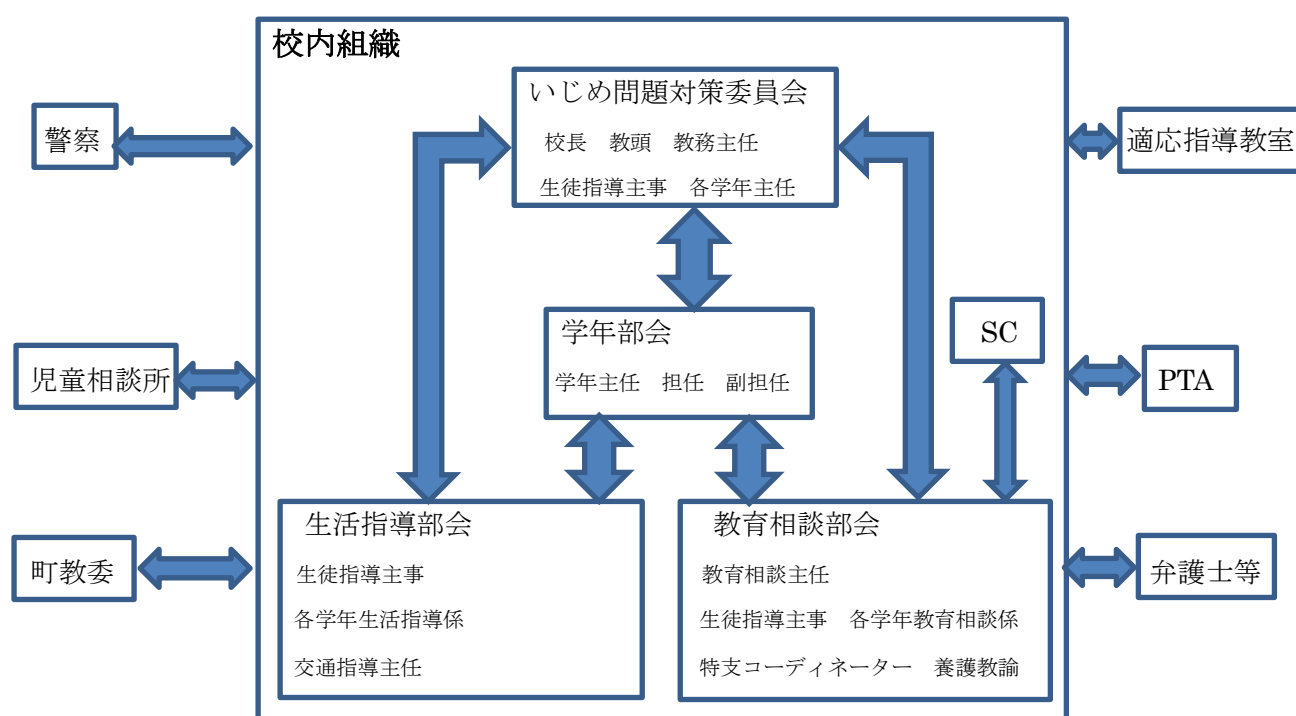 校内組織
いじめ問題対策委員会
校長 教頭 教務主任
生徒指導主事 各学年主任
警察
適応指導教室
学年部会
学年主任 担任 副担任
SC
児童相談所
PTA
生活指導部会
生徒指導主事
各学年生活指導係
交通指導主任
教育相談部会
教育相談主任
生徒指導主事 各学年教育相談係
特支コーディネーター 養護教諭
町教委
弁護士等